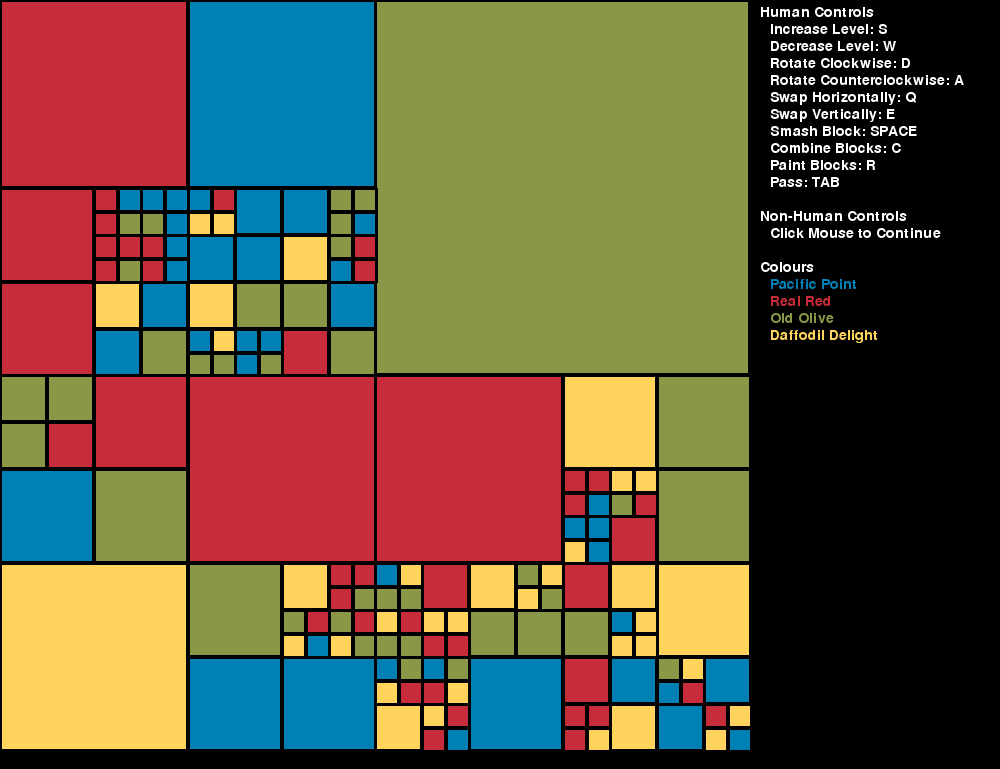 Human Controls
Increase Level: S
Decrease Level: W
Rotate Clockwise: D
Rotate Counterclockwise: A
Swap Horizontally: Q
Swap Vertically: E
Smash Block: SPACE
Combine Blocks: C
Paint Blocks: R
Pass: TAB
Non-Human Controls
Click Mouse to Continue
Colours
Pacific Point
Real Red
Old Olive
Daffodil Delight